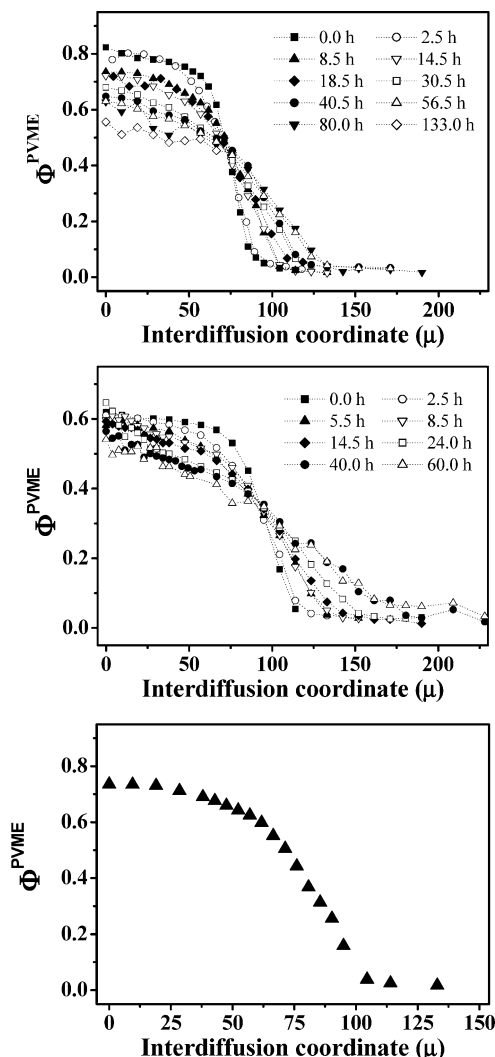 0.0 h 2.5 h
8.5 h 14.5 h
18.5 h 30.5 h
40.5 h 56.5 h
80.0 h 133.0 h
0.8
0.6
0.4
0.2
0.0
Φ^PVME
0 50 100 150 200
Interdiffusion coordinate (μ)
0.0 h 2.5 h
5.5 h 8.5 h
14.5 h 24.0 h
40.0 h 60.0 h
0.6
0.4
0.2
0.0
Φ^PVME
0 50 100 150 200
Interdiffusion coordinate (μ)
0.8
0.6
0.4
0.2
0.0
Φ^PVME
0 25 50 75 100 125 150
Interdiffusion coordinate (μ)